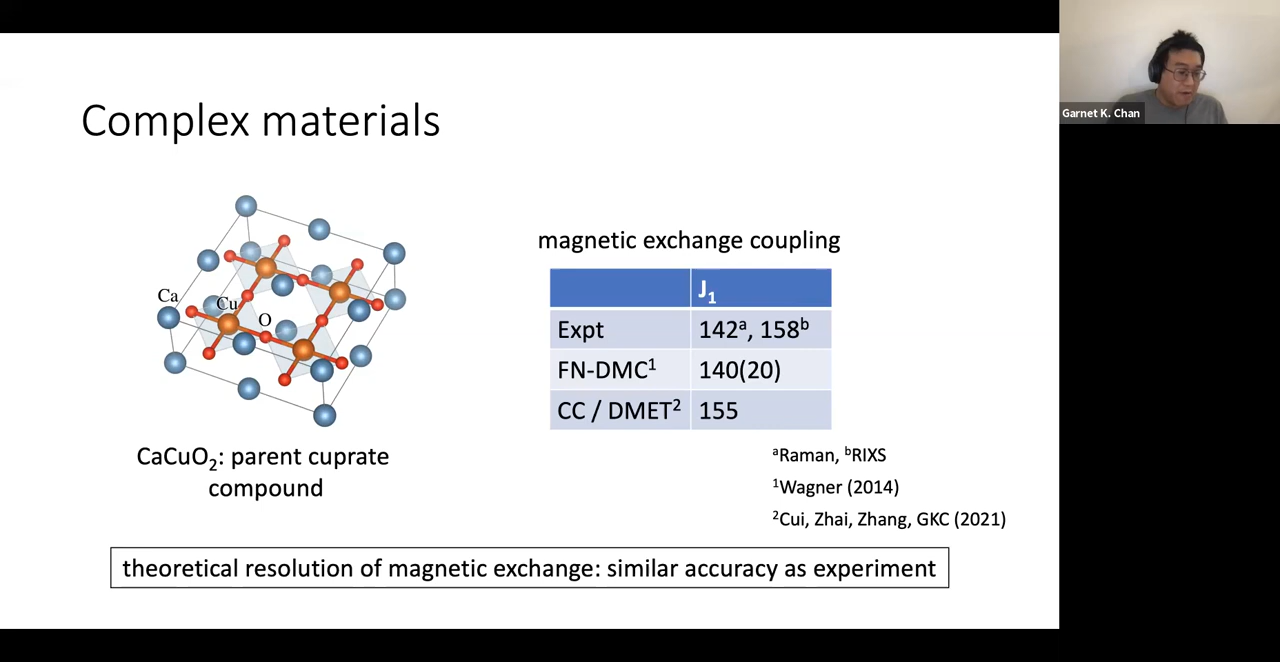 Garnet K. Chan
Complex materials
Ca
Cu
O
CaCuO₂: parent cuprate
compound
magnetic exchange coupling
J₁
Expt 142ᵃ, 158ᵇ
FN-DMC¹ 140(20)
CC / DMET² 155
ᵃRaman, ᵇRIXS
¹Wagner (2014)
²Cui, Zhai, Zhang, GKC (2021)
theoretical resolution of magnetic exchange: similar accuracy as experiment